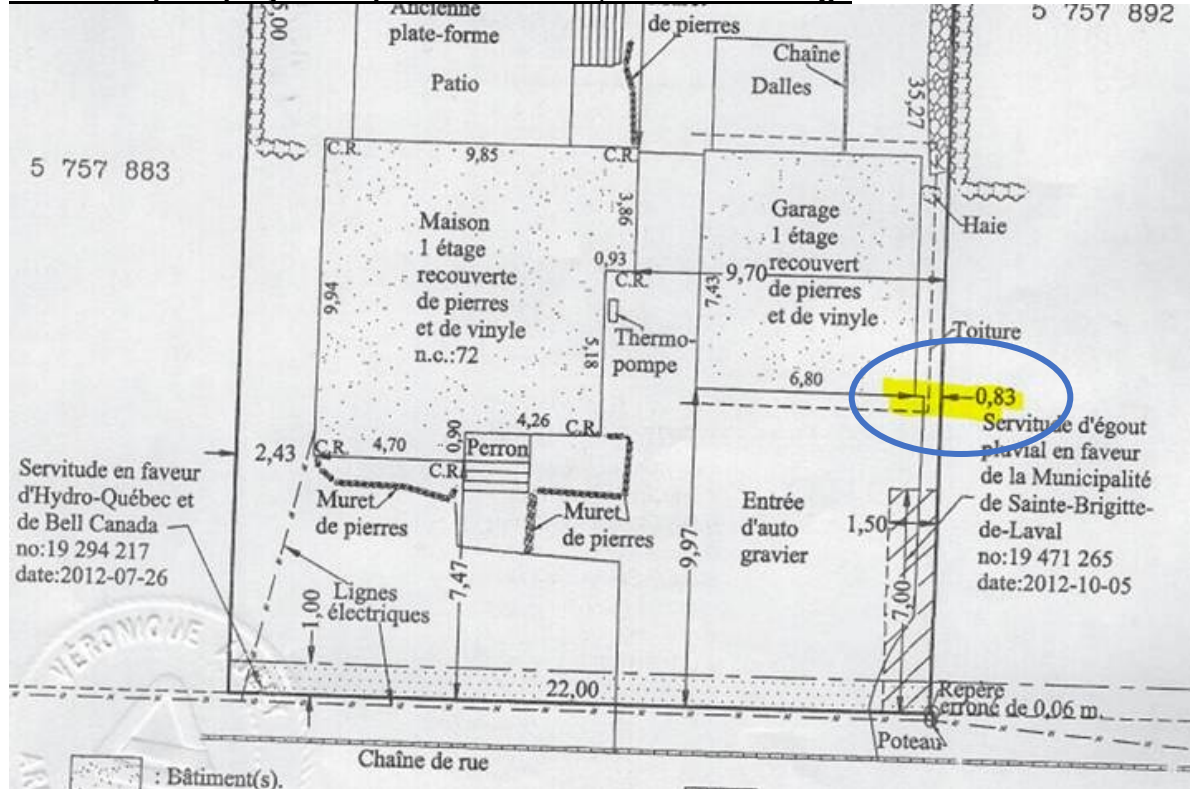 5,00
Ancienne
plate-forme
Patio
de pierres
5 757 892
Chaîne
Dalles
35,27
5 757 883
C.R.
9,85
C.R.
Maison
1 étage
recouverte
de pierres
et de vinyle
n.c.:72
9,94
3,86
0,93
C.R.
Thermo-
pompe
5,18
Garage
1 étage
recouvert
de pierres
et de vinyle
9,70
7,43
Haie
Toiture
6,80
0,83
Servitude d'égout
pluvial en faveur
de la Municipalité
de Sainte-Brigitte-
de-Laval
no:19 471 265
date:2012-10-05
2,43
C.R.
4,70
0,90
4,26
C.R.
Perron
C.R.
Muret
de pierres
Muret
de pierres
Servitude en faveur
d'Hydro-Québec et
de Bell Canada
no:19 294 217
date:2012-07-26
Entrée
d'auto
gravier
1,50
7,00
9,97
7,47
Lignes
électriques
1,00
VÉRONIQUE
22,00
Repère
erroné de 0,06 m.
Poteau
Chaîne de rue
: Bâtiment(s).